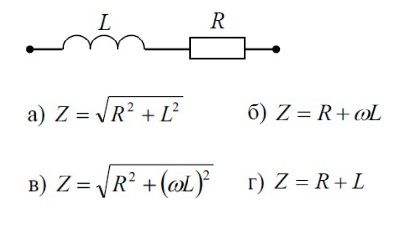 L R
а) Z = √(R² + L²) б) Z = R + ωL
в) Z = √(R² + (ωL)²) г) Z = R + L